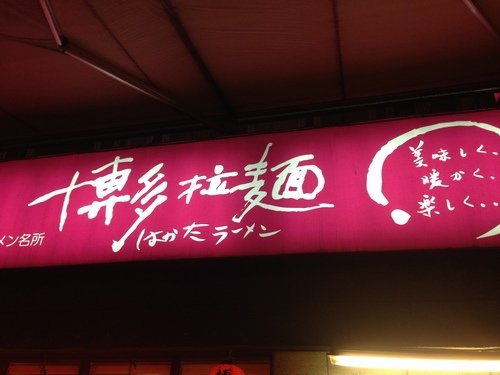 メン名所
博多拉麺
はかたラーメン
美味しく、
暖かく、
楽しく・・